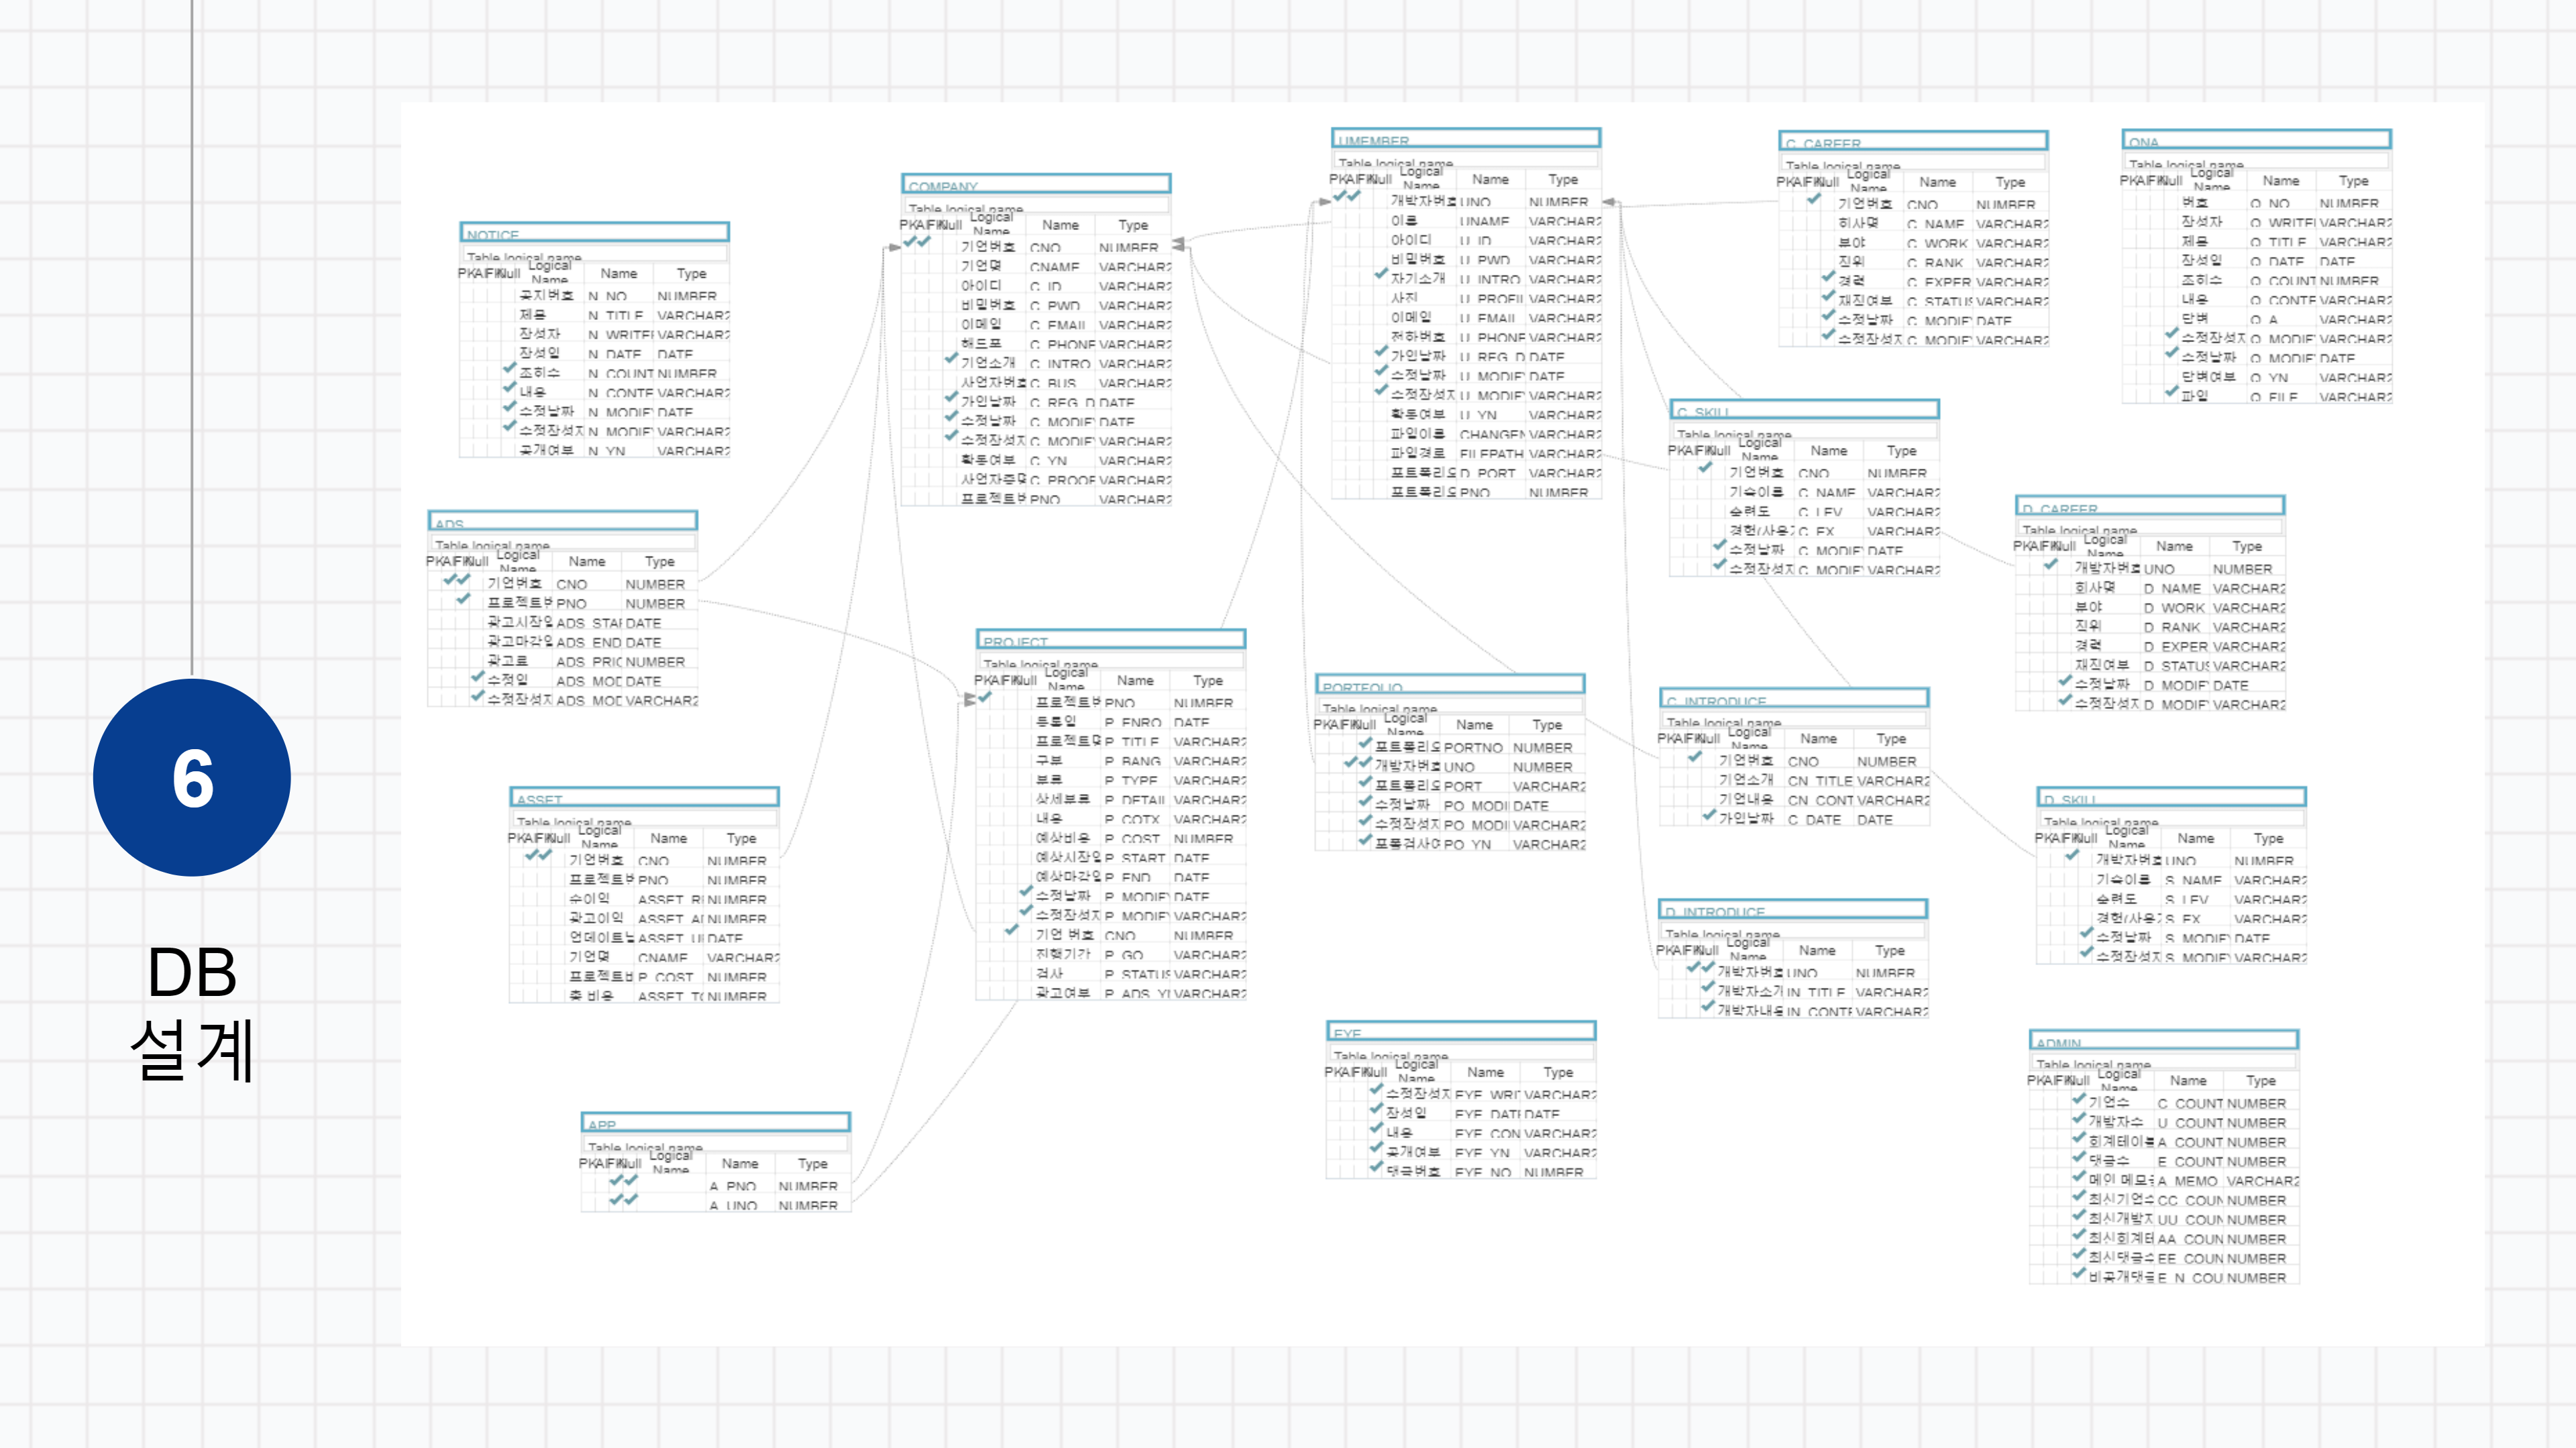 6
DB
설계
NOTICE
Table logical name
PK AI FK Null Logical Name Name Type
공지번호 N_NO NUMBER
제목 N_TITLE VARCHAR2
작성자 N_WRITE VARCHAR2
작성일 N_DATE DATE
조회수 N_COUNT NUMBER
내용 N_CONTE VARCHAR2
수정날짜 N_MODIF DATE
수정작성자 N_MODIF VARCHAR2
공개여부 N_YN VARCHAR2
ADS
Table logical name
PK AI FK Null Logical Name Name Type
기업번호 CNO NUMBER
프로젝트번 PNO NUMBER
광고시작일 ADS_STAR DATE
광고마감일 ADS_END DATE
광고료 ADS_PRIC NUMBER
수정일 ADS_MOD DATE
수정작성자 ADS_MOD VARCHAR2
ASSET
Table logical name
PK AI FK Null Logical Name Name Type
기업번호 CNO NUMBER
프로젝트번 PNO NUMBER
순이익 ASSET_R NUMBER
광고이익 ASSET_A NUMBER
업데이트 ASSET_U DATE
기업명 CNAME VARCHAR2
프로젝트비 P_COST NUMBER
총 비용 ASSET_TO NUMBER
APP
Table logical name
PK AI FK Null Logical Name Name Type
A_PNO NUMBER
A_UNO NUMBER
COMPANY
Table logical name
PK AI FK Null Logical Name Name Type
기업번호 CNO NUMBER
기업명 CNAME VARCHAR2
아이디 C_ID VARCHAR2
비밀번호 C_PWD VARCHAR2
이메일 C_EMAIL VARCHAR2
핸드포 C_PHONE VARCHAR2
기업소개 C_INTRO VARCHAR2
사업자번호 C_BUS VARCHAR2
가입날짜 C_REG_D DATE
수정날짜 C_MODIF DATE
수정작성자 C_MODIF VARCHAR2
활동여부 C_YN VARCHAR2
사업자증명 C_PROOF VARCHAR2
프로젝트번 PNO VARCHAR2
PROJECT
Table logical name
PK AI FK Null Logical Name Name Type
프로젝트번 PNO NUMBER
등록일 P_ENRO DATE
프로젝트명 P_TITLE VARCHAR2
구분 P_BANG VARCHAR2
분류 P_TYPE VARCHAR2
상세분류 P_DETAIL VARCHAR2
내용 P_COTX VARCHAR2
예상비용 P_COST NUMBER
예상시작일 P_START DATE
예상마감일 P_END DATE
수정날짜 P_MODIF DATE
수정작성자 P_MODIF VARCHAR2
기업 번호 CNO NUMBER
진행기간 P_GO VARCHAR2
검사 P_STATUS VARCHAR2
광고여부 P_ADS_Y VARCHAR2
UMEMBER
Table logical name
PK AI FK Null Logical Name Name Type
개발자번호 UNO NUMBER
이름 UNAME VARCHAR2
아이디 U_ID VARCHAR2
비밀번호 U_PWD VARCHAR2
자기소개 U_INTRO VARCHAR2
사진 U_PROFIL VARCHAR2
이메일 U_EMAIL VARCHAR2
전화번호 U_PHONE VARCHAR2
가입날짜 U_REG_D DATE
수정날짜 U_MODIF DATE
수정작성자 U_MODIF VARCHAR2
활동여부 U_YN VARCHAR2
파일이름 CHANGEN VARCHAR2
파일경로 FILEPATH VARCHAR2
포트폴리오 D_PORT VARCHAR2
포트폴리오 PNO NUMBER
PORTFOLIO
Table logical name
PK AI FK Null Logical Name Name Type
포트폴리오 PORTNO NUMBER
개발자번호 UNO NUMBER
포트폴리오 PORT VARCHAR2
수정날짜 PO_MODI DATE
수정작성자 PO_MODI VARCHAR2
포폴검사여 PO_YN VARCHAR2
EYE
Table logical name
PK AI FK Null Logical Name Name Type
수정작성자 EYE_WRI VARCHAR2
작성일 EYE_DATE DATE
내용 EYE_CON VARCHAR2
공개여부 EYE_YN VARCHAR2
댓글번호 EYE_NO NUMBER
C_CAREER
Table logical name
PK AI FK Null Logical Name Name Type
기업번호 CNO NUMBER
회사명 C_NAME VARCHAR2
분야 C_WORK VARCHAR2
직위 C_RANK VARCHAR2
경력 C_EXPER VARCHAR2
재직여부 C_STATUS VARCHAR2
수정날짜 C_MODIF DATE
수정작성자 C_MODIF VARCHAR2
C_SKILL
Table logical name
PK AI FK Null Logical Name Name Type
기업번호 CNO NUMBER
기술이름 C_NAME VARCHAR2
숙련도 C_LEV VARCHAR2
경험(사용기 C_EX VARCHAR2
수정날짜 C_MODIF DATE
수정작성자 C_MODIF VARCHAR2
C_INTRODUCE
Table logical name
PK AI FK Null Logical Name Name Type
기업번호 CNO NUMBER
기업소개 CN_TITLE VARCHAR2
기업내용 CN_CONT VARCHAR2
가입날짜 C_DATE DATE
D_INTRODUCE
Table logical name
PK AI FK Null Logical Name Name Type
개발자번호 UNO NUMBER
개발자소개 IN_TITLE VARCHAR2
개발자내용 IN_CONTE VARCHAR2
QNA
Table logical name
PK AI FK Null Logical Name Name Type
번호 Q_NO NUMBER
작성자 Q_WRITE VARCHAR2
제목 Q_TITLE VARCHAR2
작성일 Q_DATE DATE
조회수 Q_COUNT NUMBER
내용 Q_CONTE VARCHAR2
답변 Q_A VARCHAR2
수정작성자 Q_MODIF VARCHAR2
수정날짜 Q_MODIF DATE
답변여부 Q_YN VARCHAR2
파일 Q_FILE VARCHAR2
D_CAREER
Table logical name
PK AI FK Null Logical Name Name Type
개발자번호 UNO NUMBER
회사명 D_NAME VARCHAR2
분야 D_WORK VARCHAR2
직위 D_RANK VARCHAR2
경력 D_EXPER VARCHAR2
재직여부 D_STATUS VARCHAR2
수정날짜 D_MODIF DATE
수정작성자 D_MODIF VARCHAR2
D_SKILL
Table logical name
PK AI FK Null Logical Name Name Type
개발자번호 UNO NUMBER
기술이름 S_NAME VARCHAR2
숙련도 S_LEV VARCHAR2
경험(사용기 S_EX VARCHAR2
수정날짜 S_MODIF DATE
수정작성자 S_MODIF VARCHAR2
ADMIN
Table logical name
PK AI FK Null Logical Name Name Type
기업수 C_COUNT NUMBER
개발자수 U_COUNT NUMBER
회계테이블 A_COUNT NUMBER
댓글수 E_COUNT NUMBER
메인 메모 A_MEMO VARCHAR2
최신기업수 CC_COUN NUMBER
최신개발자 UU_COUN NUMBER
최신회계테 AA_COUN NUMBER
최신댓글수 EE_COUN NUMBER
비공개댓글 E_N_COU NUMBER